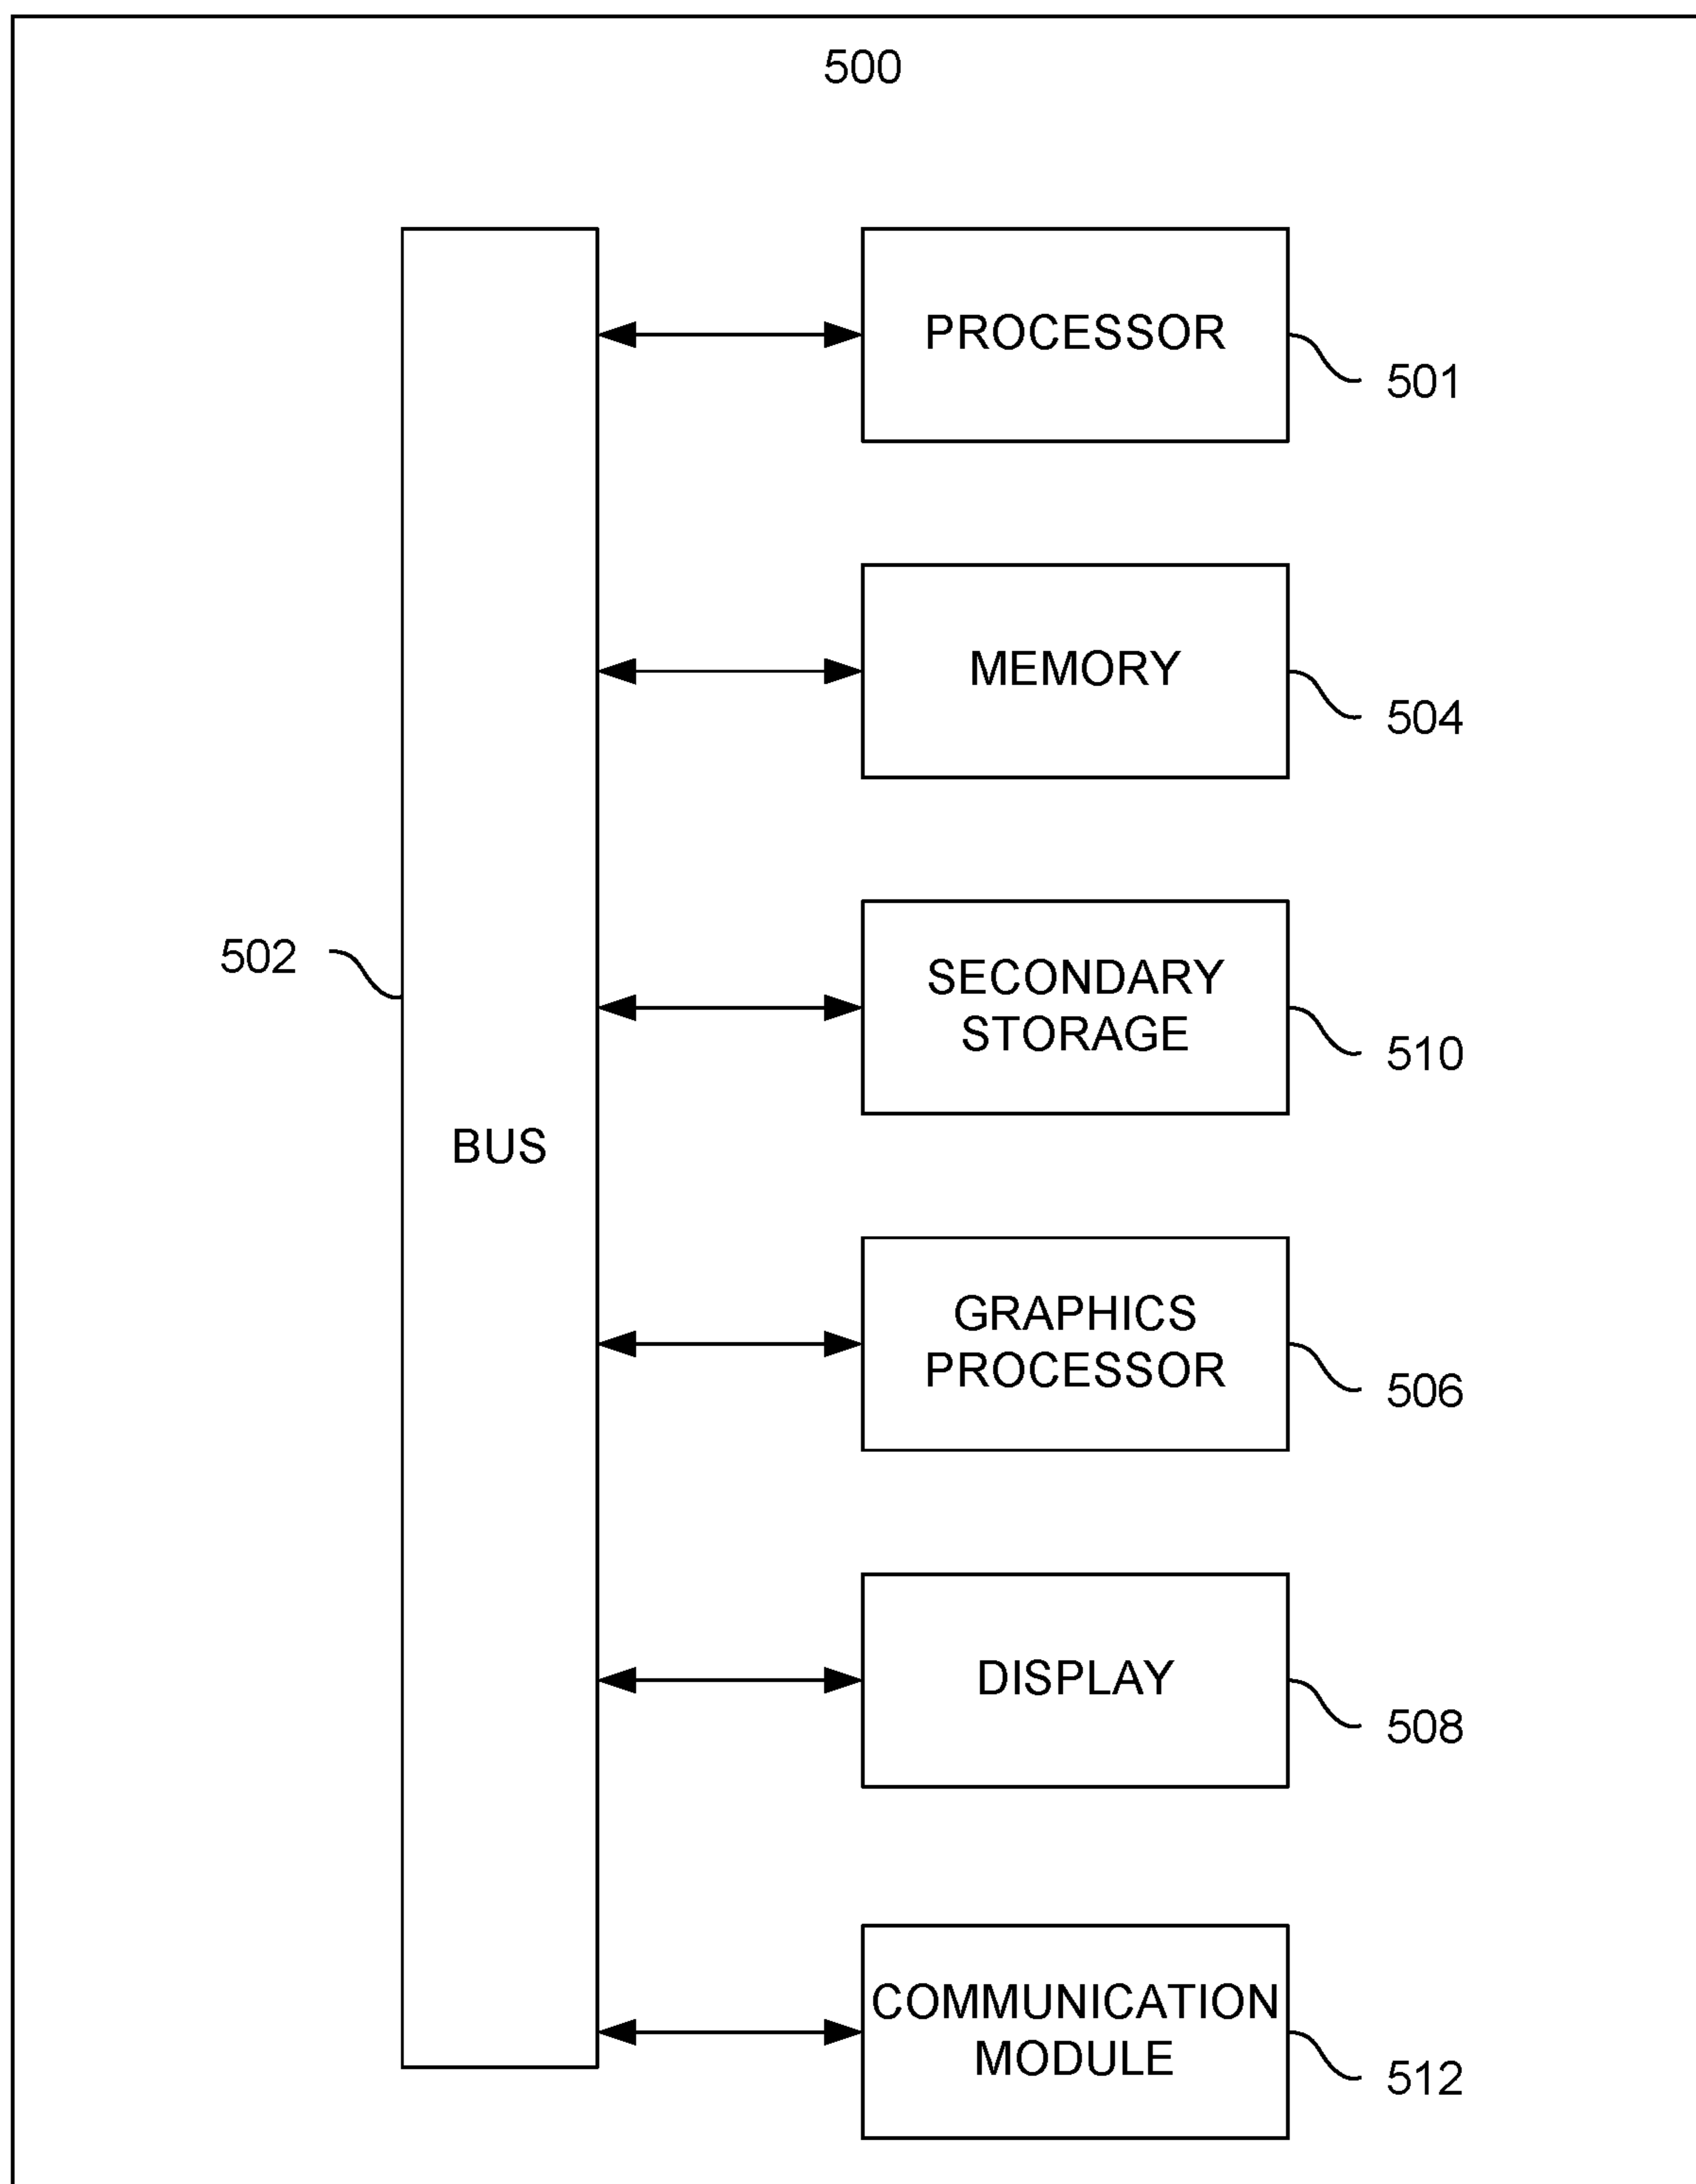 500
PROCESSOR
501
MEMORY
504
502
SECONDARY
STORAGE
510
BUS
GRAPHICS
PROCESSOR
506
DISPLAY
508
COMMUNICATION
MODULE
512